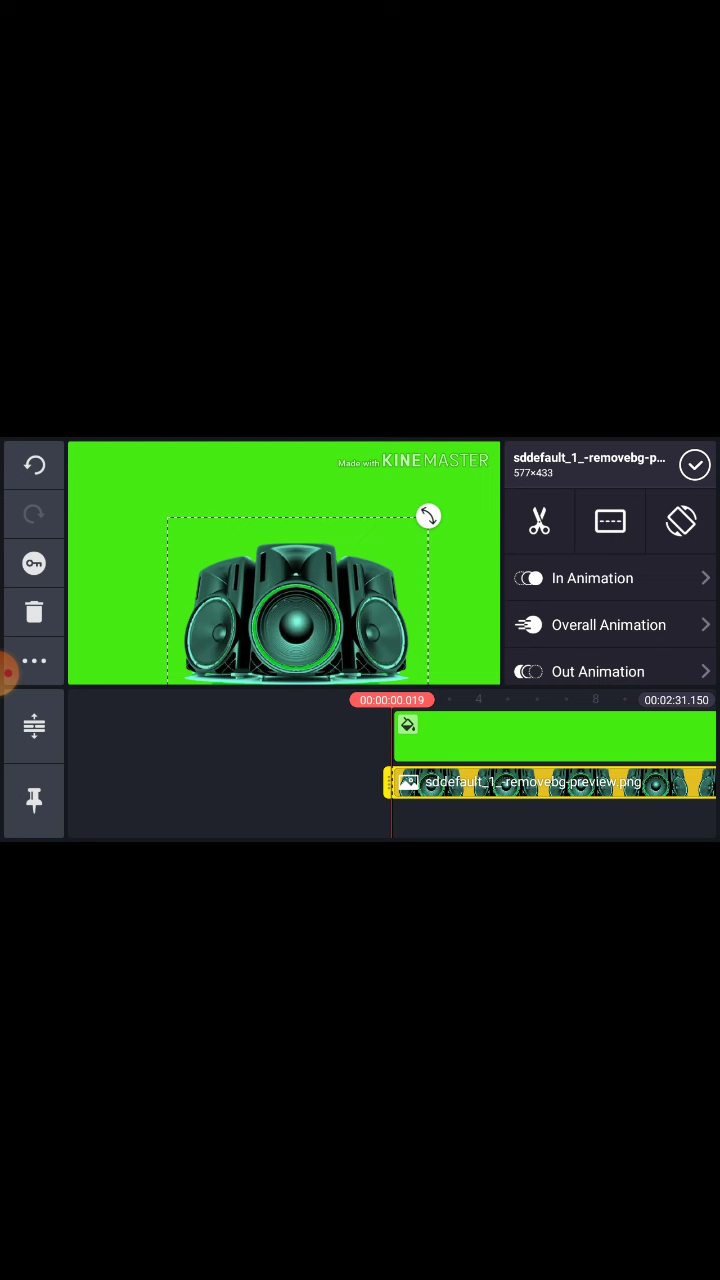 Made with KINEMASTER
sddefault_1_-removebg-p...
577×433
In Animation
Overall Animation
Out Animation
00:00:00.019
4
8
00:02:31.150
sddefault_1_-removebg-preview.png